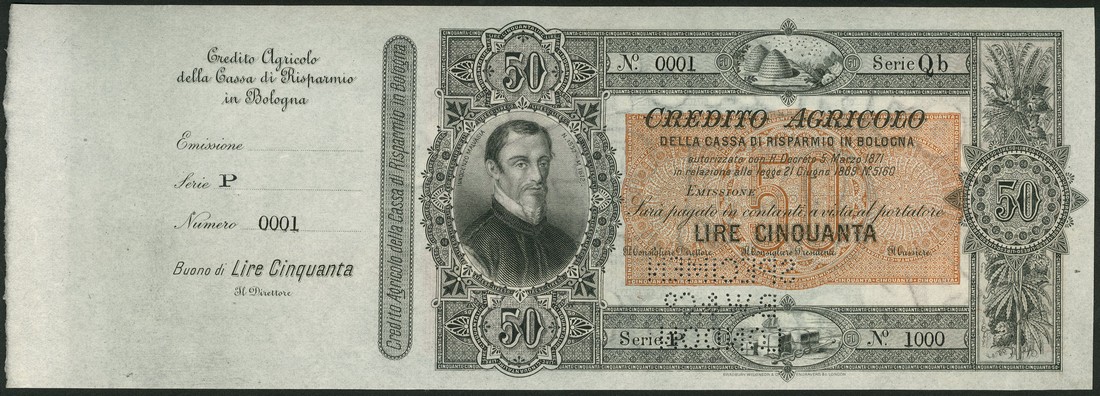 Credito Agricolo
della Cassa di Risparmio
in Bologna
Emissione
Serie P
Numero 0001
Buono di Lire Cinquanta
Il Direttore
Credito Agricolo della Cassa di Risparmio in Bologna
50
50
No. 0001
Serie Qb
CREDITO AGRICOLO
DELLA CASSA DI RISPARMIO IN BOLOGNA
autorizzato con R. Decreto 5 Marzo 1871
in relazione alle legge 21 Giugno 1869 No. 5160
EMISSIONE
Sarà pagato in contanti a vista al portatore
LIRE CINQUANTA
Il Consigliere Direttore
Il Consigliere Presidente
Il Cassiere
50
Serie P
No. 1000